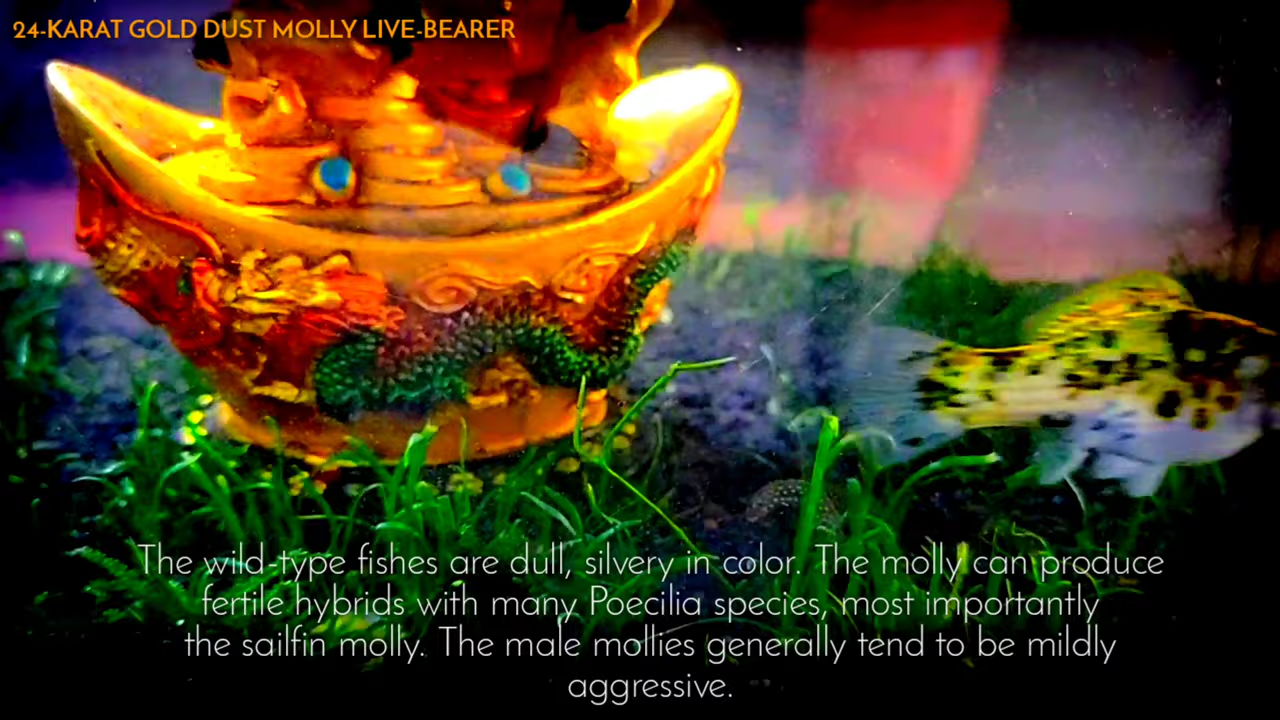 24-KARAT GOLD DUST MOLLY LIVE-BEARER
The wild-type fishes are dull, silvery in color. The molly can produce
fertile hybrids with many Poecilia species, most importantly
the sailfin molly. The male mollies generally tend to be mildly
aggressive.